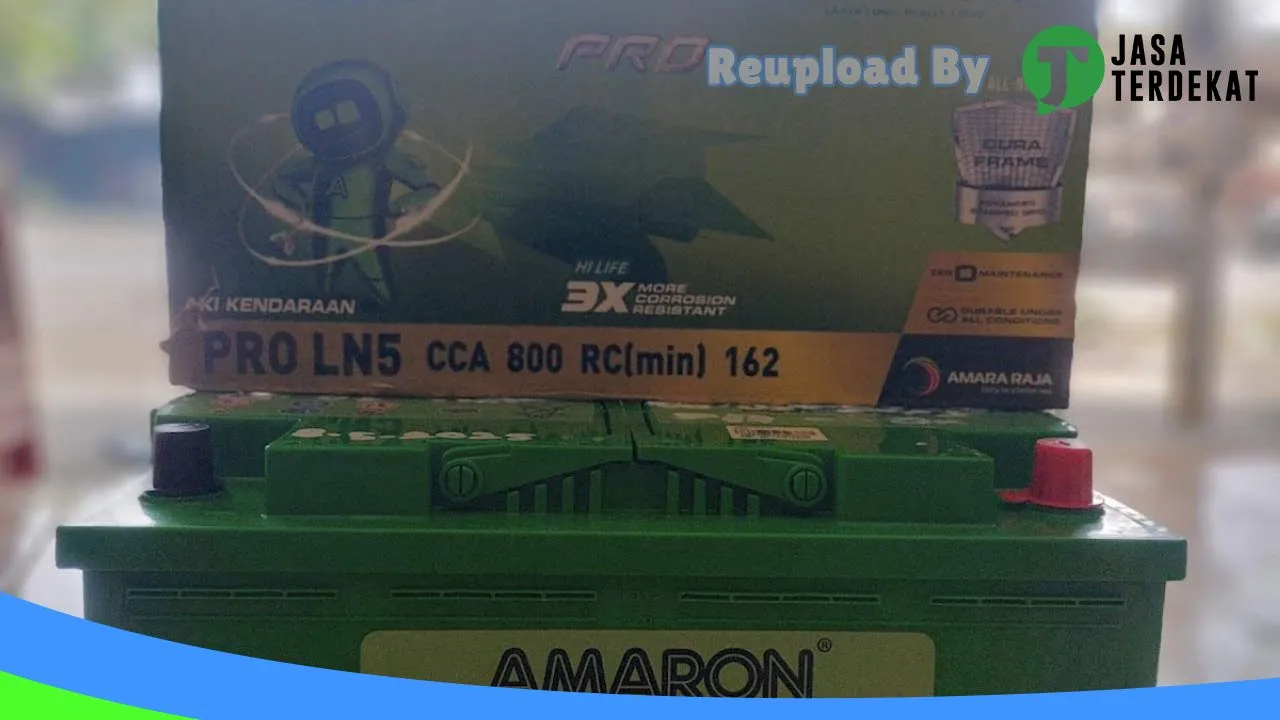 PRO
Reupload By
JASA
TERDEKAT
DURA
FRAME
A
HI LIFE
3X MORE
CORROSION
RESISTANT
MAINTENANCE
DURABLE UNDER
ALL CONDITIONS
AKI KENDARAAN
PRO LN5 CCA 800 RC(min) 162
AMARA RAJA
AMARON®